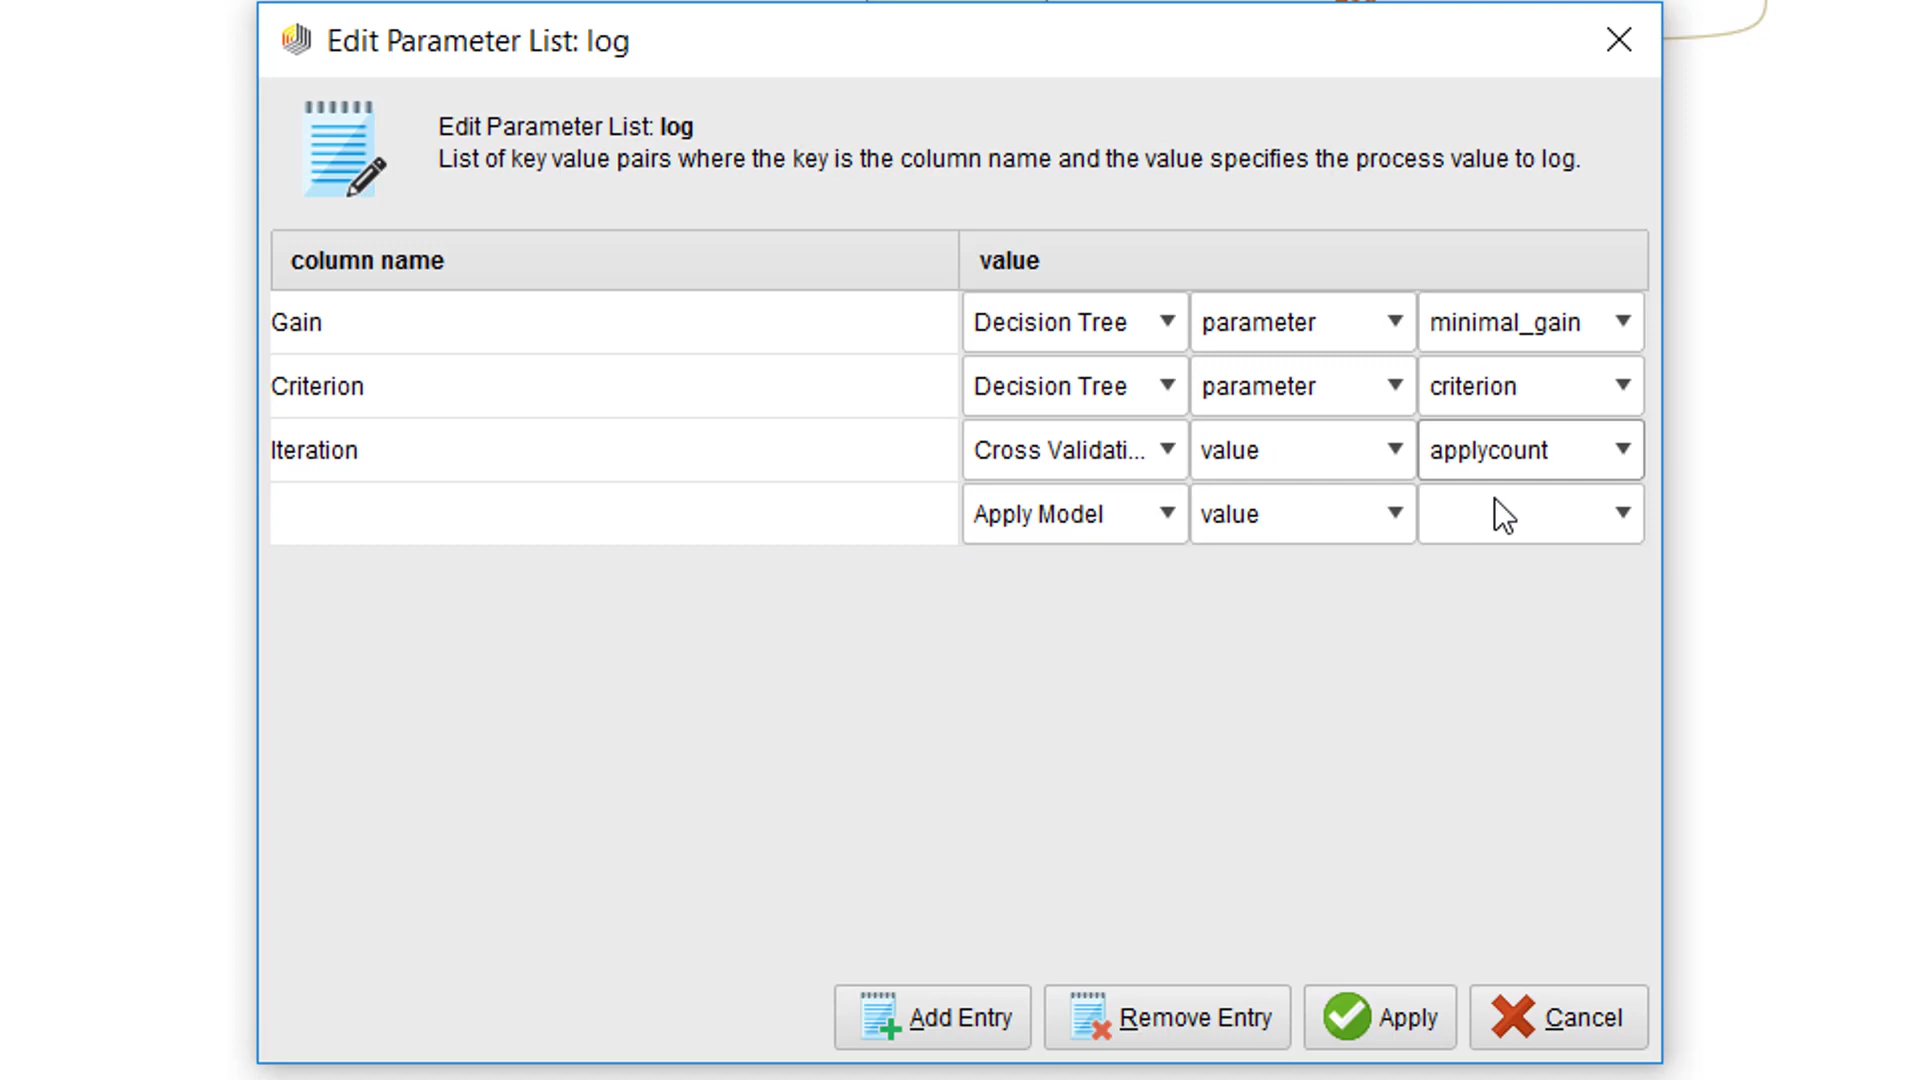 Edit Parameter List: log
Edit Parameter List: log
List of key value pairs where the key is the column name and the value specifies the process value to log.
column name value
Gain Decision Tree parameter minimal_gain
Criterion Decision Tree parameter criterion
Iteration Cross Validati... value applycount
Apply Model value
Add Entry Remove Entry Apply Cancel